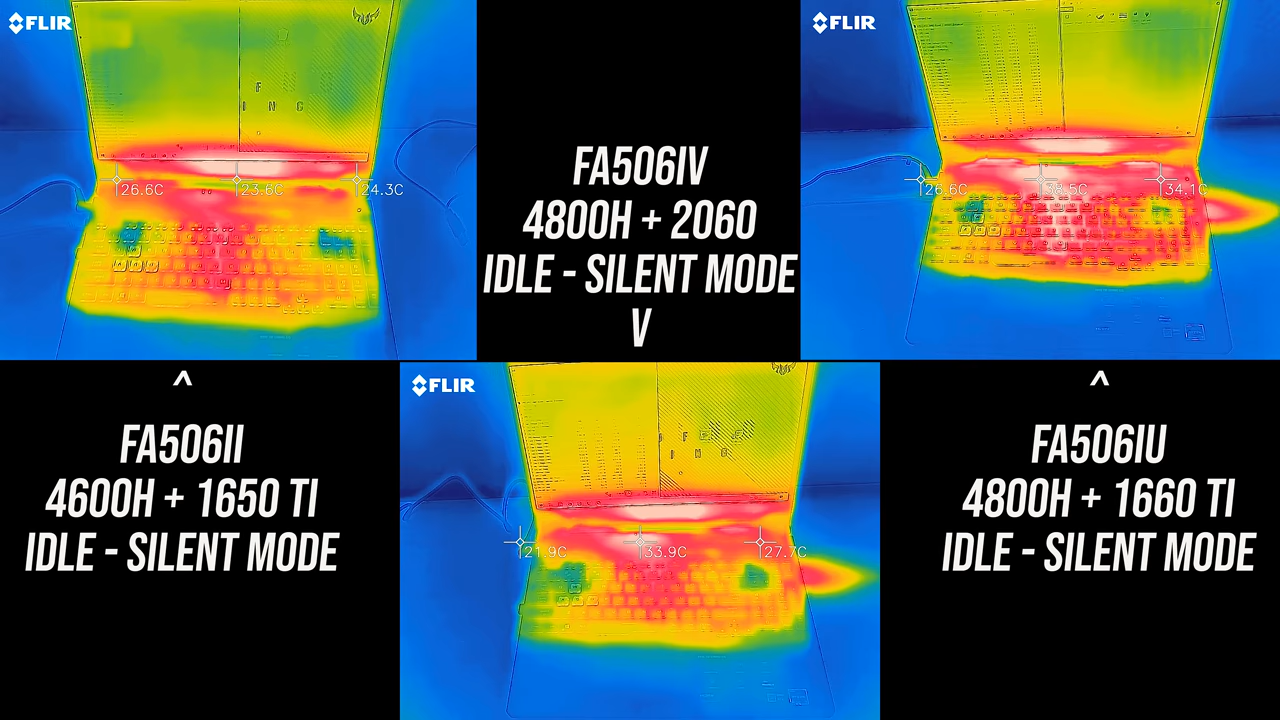 FLIR
26.6C
23.6C
24.3C
FA506IV
4800H + 2060
IDLE - SILENT MODE
V
FLIR
26.6C
38.5C
34.1C
^
FA506II
4600H + 1650 TI
IDLE - SILENT MODE
FLIR
21.9C
33.9C
27.7C
^
FA506IU
4800H + 1660 TI
IDLE - SILENT MODE